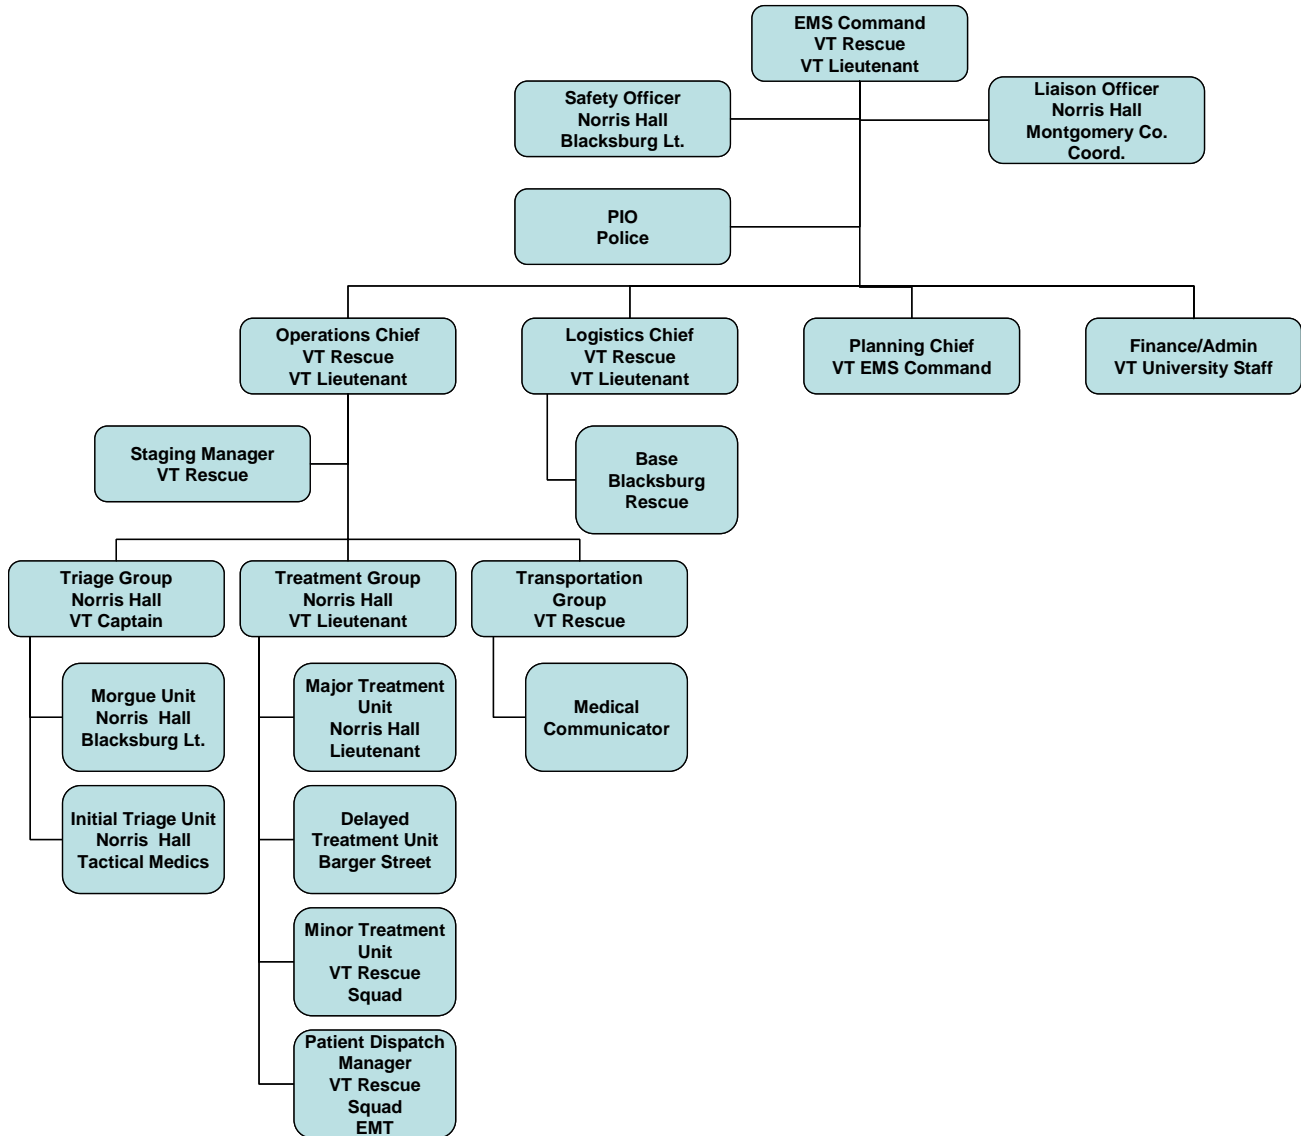 EMS Command
VT Rescue
VT Lieutenant
Safety Officer
Norris Hall
Blacksburg Lt.
Liaison Officer
Norris Hall
Montgomery Co.
Coord.
PIO
Police
Operations Chief
VT Rescue
VT Lieutenant
Logistics Chief
VT Rescue
VT Lieutenant
Planning Chief
VT EMS Command
Finance/Admin
VT University Staff
Staging Manager
VT Rescue
Base
Blacksburg
Rescue
Triage Group
Norris Hall
VT Captain
Treatment Group
Norris Hall
VT Lieutenant
Transportation
Group
VT Rescue
Morgue Unit
Norris Hall
Blacksburg Lt.
Major Treatment
Unit
Norris Hall
Lieutenant
Medical
Communicator
Initial Triage Unit
Norris Hall
Tactical Medics
Delayed
Treatment Unit
Barger Street
Minor Treatment
Unit
VT Rescue
Squad
Patient Dispatch
Manager
VT Rescue
Squad
EMT